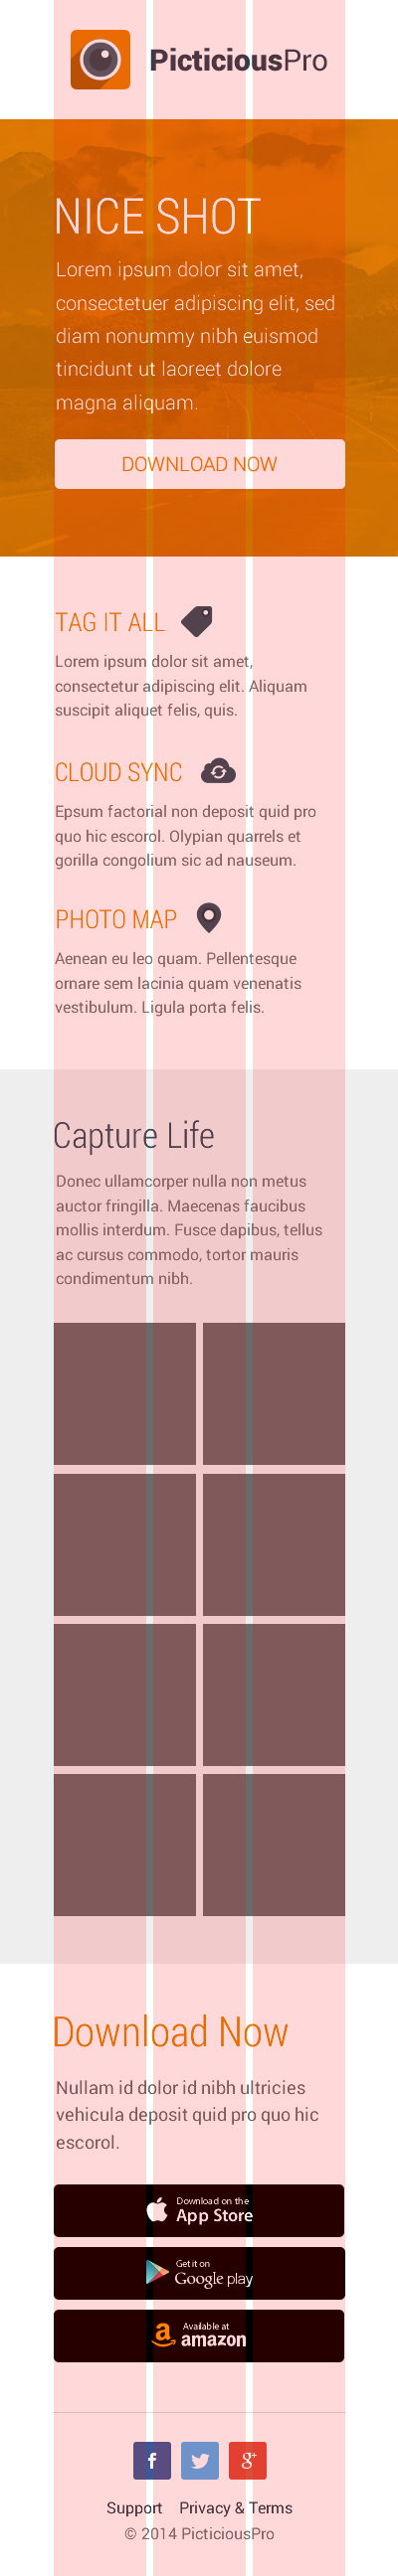 PicticiousPro
NICE SHOT
Lorem ipsum dolor sit amet,
consectetuer adipiscing elit, sed
diam nonummy nibh euismod
tincidunt ut laoreet dolore
magna aliquam.
DOWNLOAD NOW
TAG IT ALL
Lorem ipsum dolor sit amet,
consectetur adipiscing elit. Aliquam
suscipit aliquet felis, quis.
CLOUD SYNC
Epsum factorial non deposit quid pro
quo hic escorol. Olypian quarrels et
gorilla congolium sic ad nauseum.
PHOTO MAP
Aenean eu leo quam. Pellentesque
ornare sem lacinia quam venenatis
vestibulum. Ligula porta felis.
Capture Life
Donec ullamcorper nulla non metus
auctor fringilla. Maecenas faucibus
mollis interdum. Fusce dapibus, tellus
ac cursus commodo, tortor mauris
condimentum nibh.
Download Now
Nullam id dolor id nibh ultricies
vehicula deposit quid pro quo hic
escorol.
Download on the
App Store
Get it on
Google play
Available at
amazon
Support Privacy & Terms
© 2014 PicticiousPro